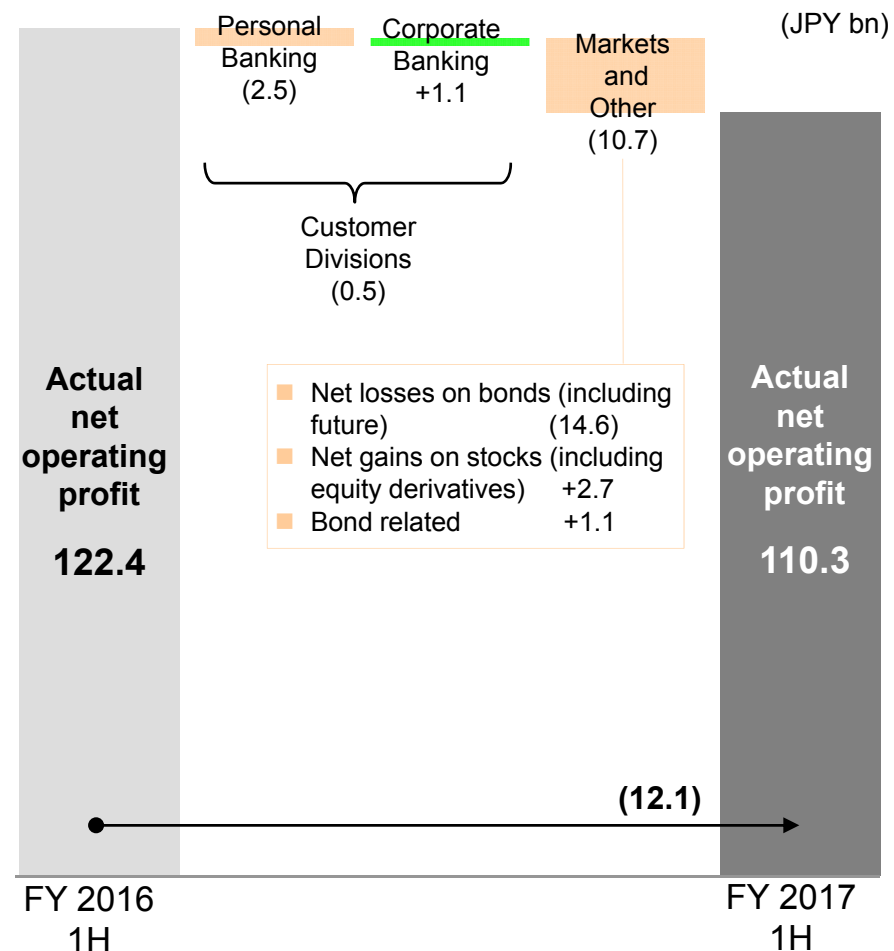 (JPY bn)
Personal
Banking
(2.5)
Corporate
Banking
+1.1
Markets
and
Other
(10.7)
Customer
Divisions
(0.5)
Actual
net
operating
profit
122.4
Net losses on bonds (including
future) (14.6)
Net gains on stocks (including
equity derivatives) +2.7
Bond related +1.1
Actual
net
operating
profit
110.3
(12.1)
FY 2016
1H
FY 2017
1H